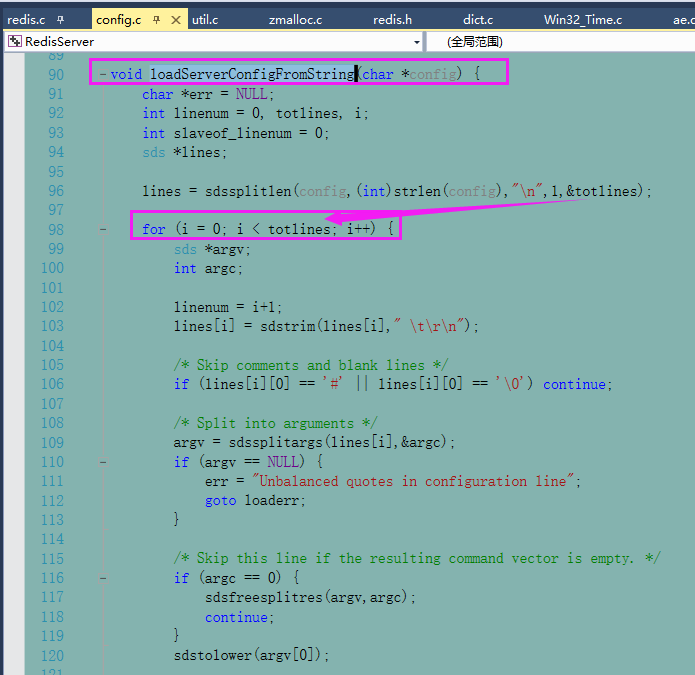 redis.c config.c util.c zmalloc.c redis.h dict.c Win32_Time.c ae.c
RedisServer (全局范围)
89
90 void loadServerConfigFromString(char *config) {
91 char *err = NULL;
92 int linenum = 0, totlines, i;
93 int slaveof_linenum = 0;
94 sds *lines;
95
96 lines = sdssplitlen(config,(int)strlen(config),"\n",1,&totlines);
97
98 for (i = 0; i < totlines; i++) {
99 sds *argv;
100 int argc;
101
102 linenum = i+1;
103 lines[i] = sdstrim(lines[i]," \t\r\n");
104
105 /* Skip comments and blank lines */
106 if (lines[i][0] == '#' || lines[i][0] == '\0') continue;
107
108 /* Split into arguments */
109 argv = sdssplitargs(lines[i],&argc);
110 if (argv == NULL) {
111 err = "Unbalanced quotes in configuration line";
112 goto loaderr;
113 }
114
115 /* Skip this line if the resulting command vector is empty. */
116 if (argc == 0) {
117 sdsfreesplitres(argv,argc);
118 continue;
119 }
120 sdstolower(argv[0]);
121